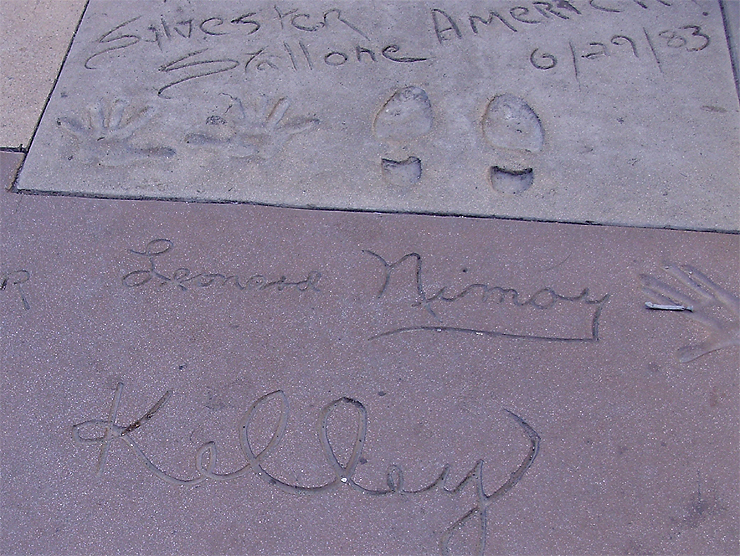 Sylvester AMERICA!
Stallone 6/29/83
Leonard Nimoy
Kelley